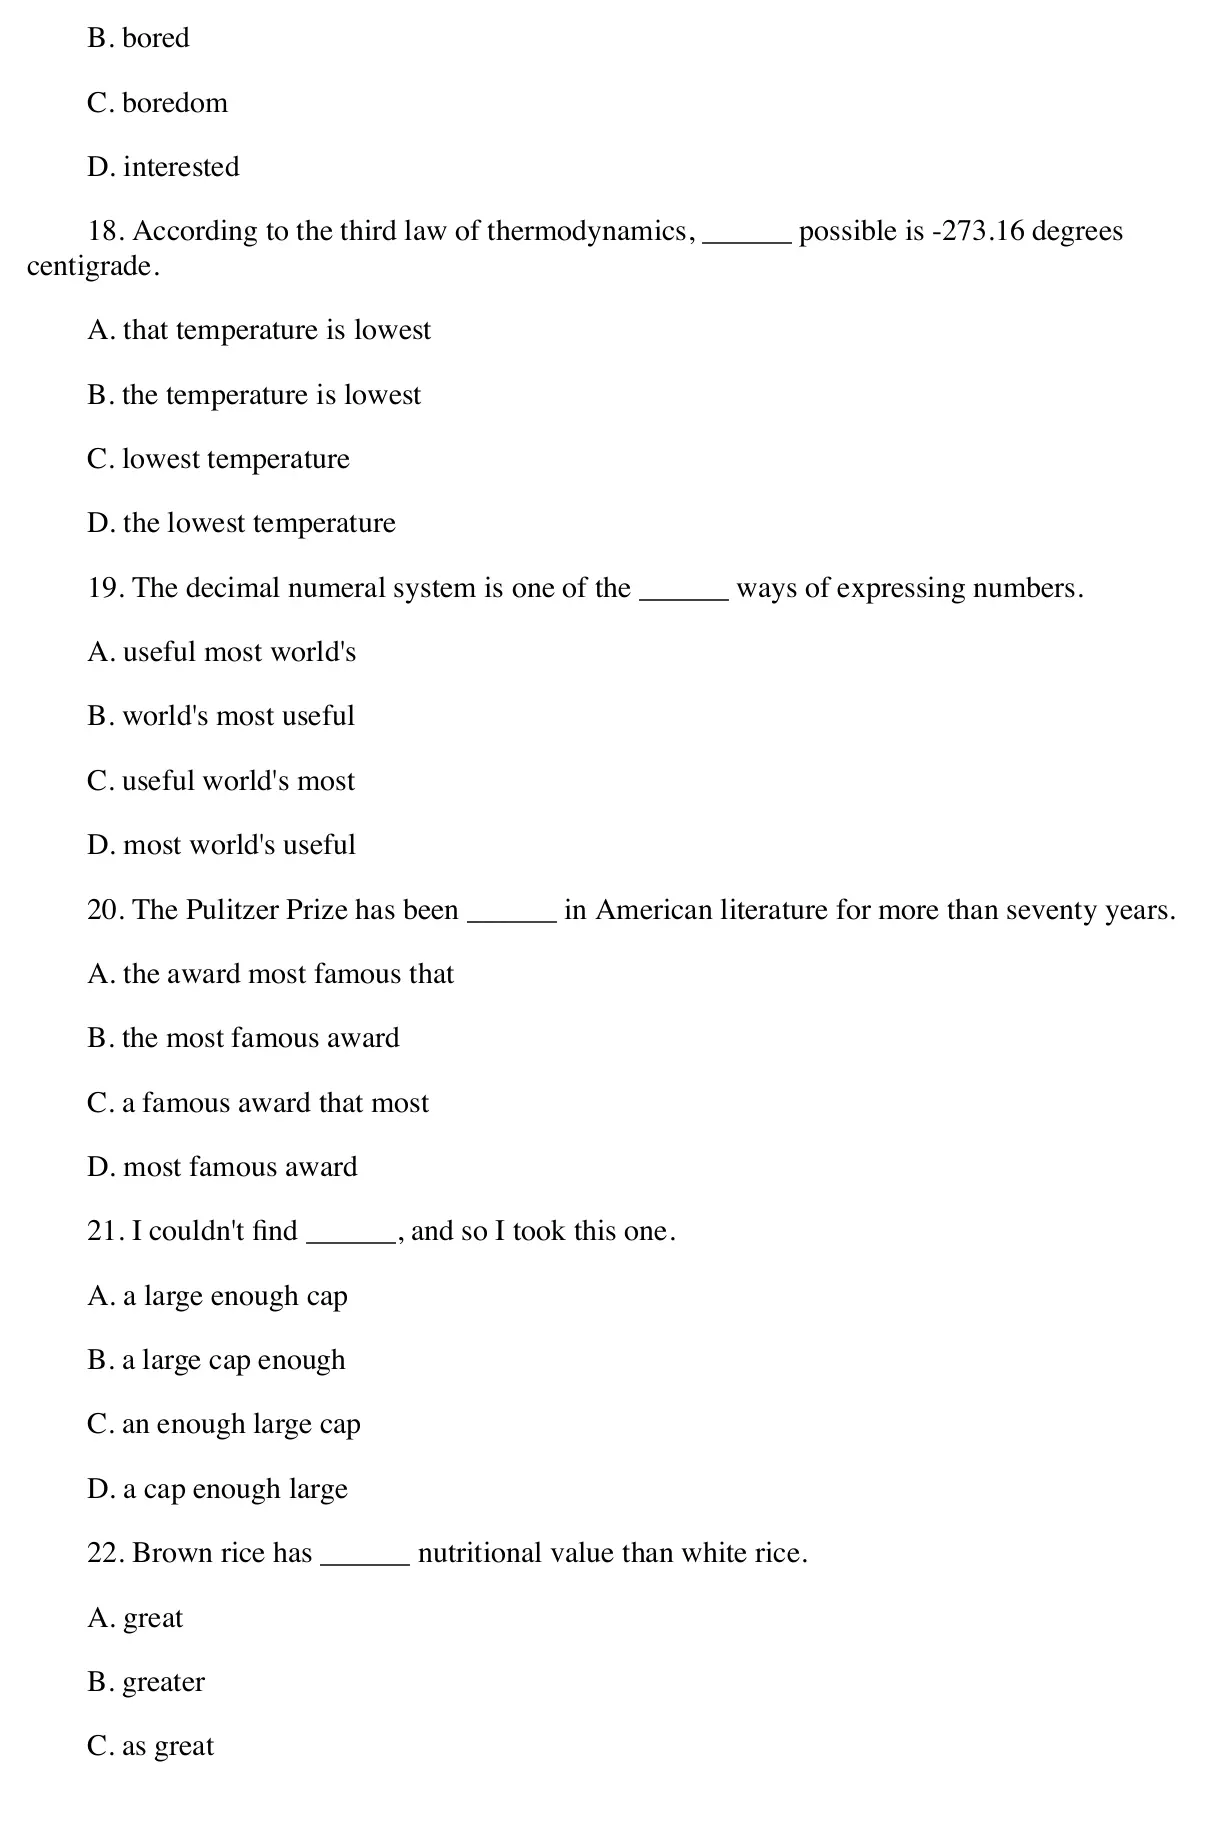 B. bored
C. boredom
D. interested
18. According to the third law of thermodynamics, ______ possible is -273.16 degrees
centigrade.
A. that temperature is lowest
B. the temperature is lowest
C. lowest temperature
D. the lowest temperature
19. The decimal numeral system is one of the ______ ways of expressing numbers.
A. useful most world's
B. world's most useful
C. useful world's most
D. most world's useful
20. The Pulitzer Prize has been ______ in American literature for more than seventy years.
A. the award most famous that
B. the most famous award
C. a famous award that most
D. most famous award
21. I couldn't find ______, and so I took this one.
A. a large enough cap
B. a large cap enough
C. an enough large cap
D. a cap enough large
22. Brown rice has ______ nutritional value than white rice.
A. great
B. greater
C. as great